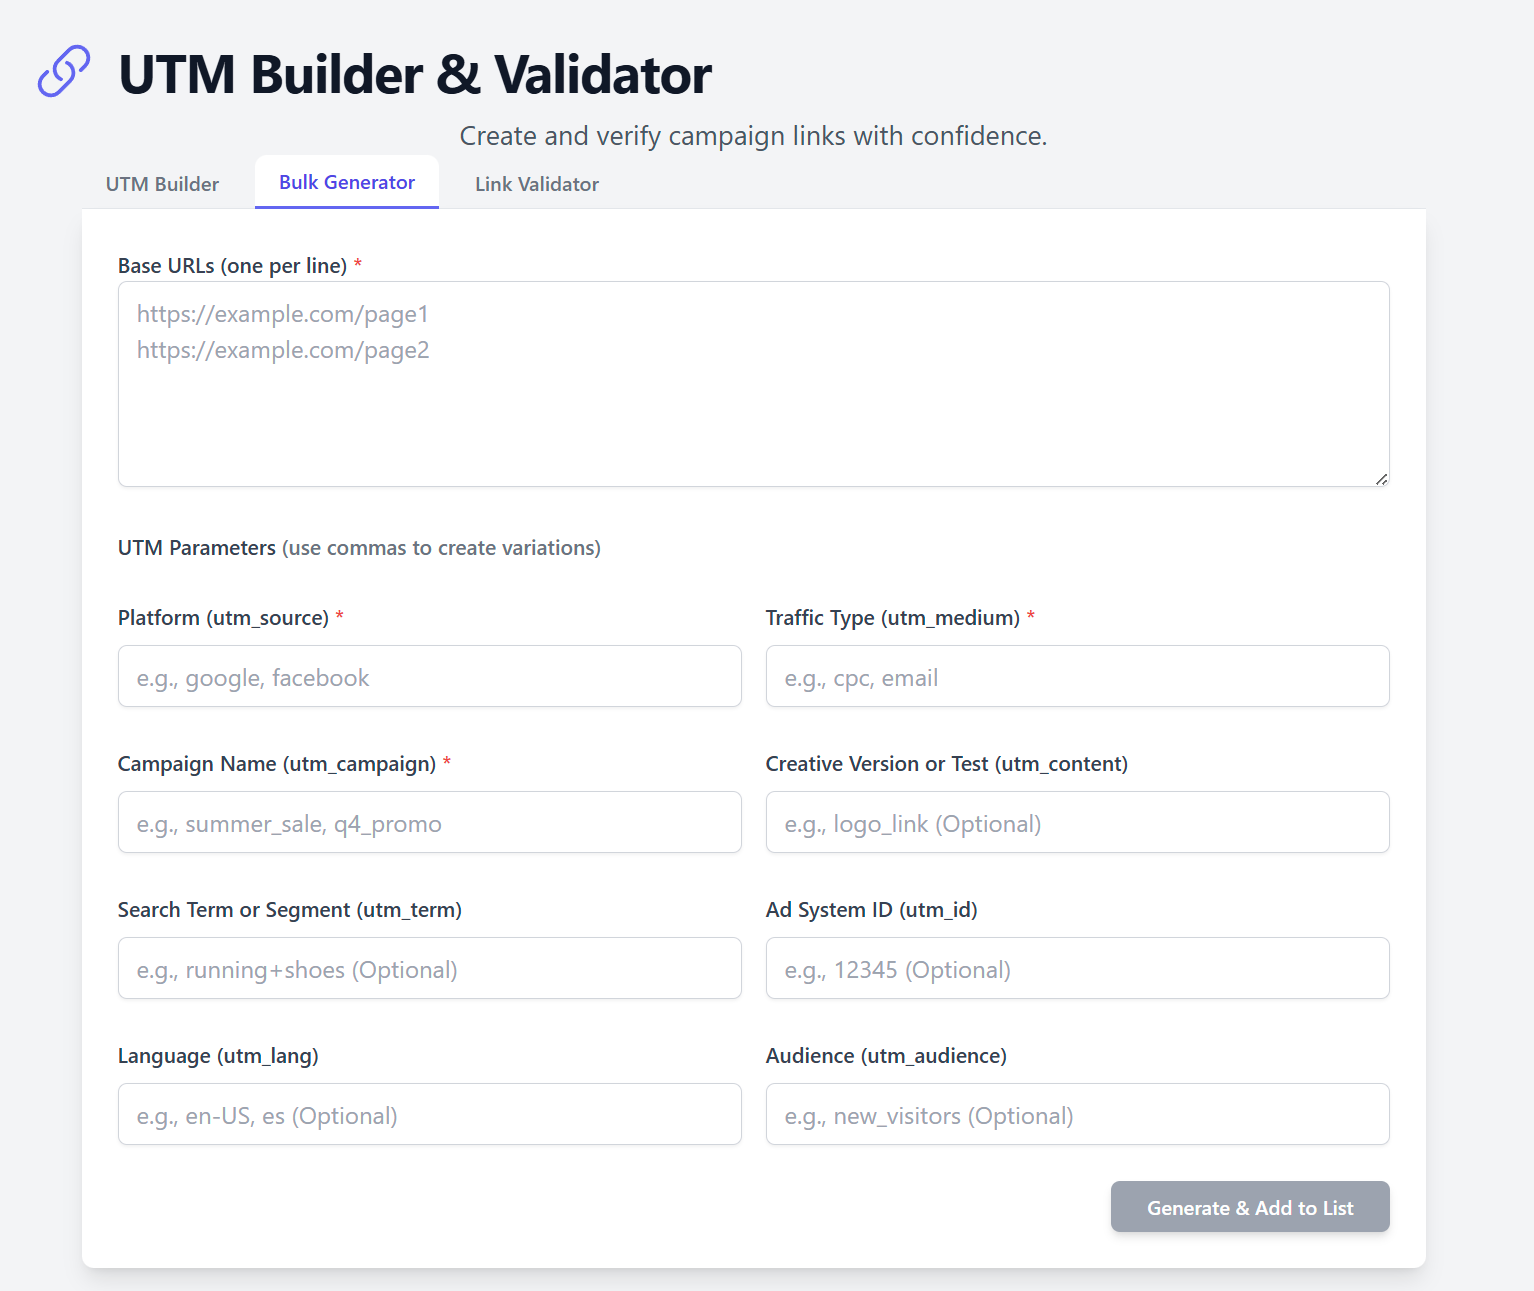 UTM Builder & Validator
Create and verify campaign links with confidence.
UTM Builder
Bulk Generator
Link Validator
Base URLs (one per line) *
https://example.com/page1
https://example.com/page2
UTM Parameters (use commas to create variations)
Platform (utm_source) *
Traffic Type (utm_medium) *
e.g., google, facebook
e.g., cpc, email
Campaign Name (utm_campaign) *
Creative Version or Test (utm_content)
e.g., summer_sale, q4_promo
e.g., logo_link (Optional)
Search Term or Segment (utm_term)
Ad System ID (utm_id)
e.g., running+shoes (Optional)
e.g., 12345 (Optional)
Language (utm_lang)
Audience (utm_audience)
e.g., en-US, es (Optional)
e.g., new_visitors (Optional)
Generate & Add to List